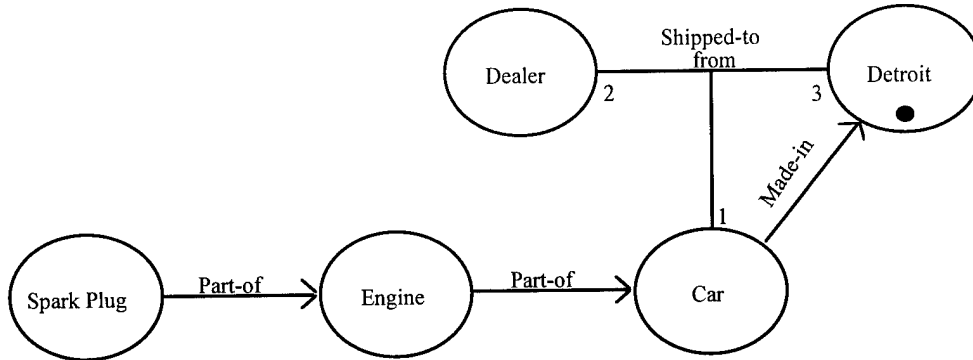 Shipped-to
from
Dealer
Detroit
2
3
Made-in
1
Spark Plug
Part-of
Engine
Part-of
Car